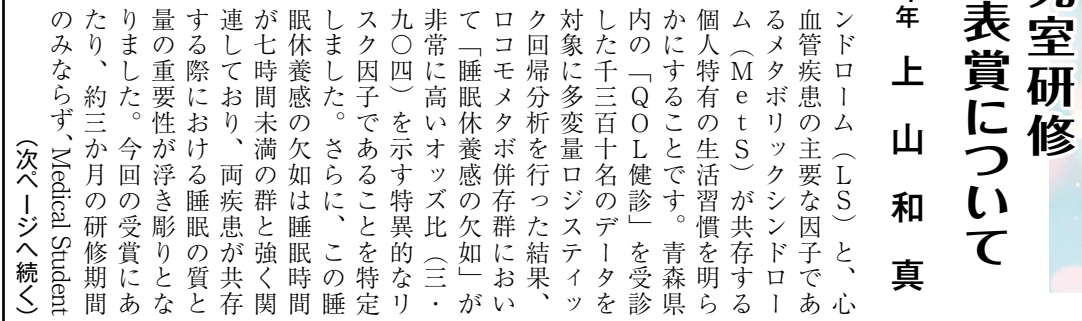 究室研修
表賞について
年 上山和真
ンドローム（LS）と、心
血管疾患の主要な因子であ
るメタボリックシンドロー
ム（MetS）が共存する
個人特有の生活習慣を明ら
かにすることです。青森県
内の「QOL健診」を受診
した千三百十名のデータを
対象に多変量ロジスティッ
ク回帰分析を行った結果、
ロコモメタボ併存群におい
て「睡眠休養感の欠如」が
非常に高いオッズ比（三・
九〇四）を示す特異的なリ
スク因子であることを特定
しました。さらに、この睡
眠休養感の欠如は睡眠時間
が七時間未満の群と強く関
連しており、両疾患が共存
する際における睡眠の質と
量の重要性が浮き彫りとな
りました。今回の受賞にあ
たり、約三か月の研修期間
のみならず、Medical Student
（次ページへ続く）